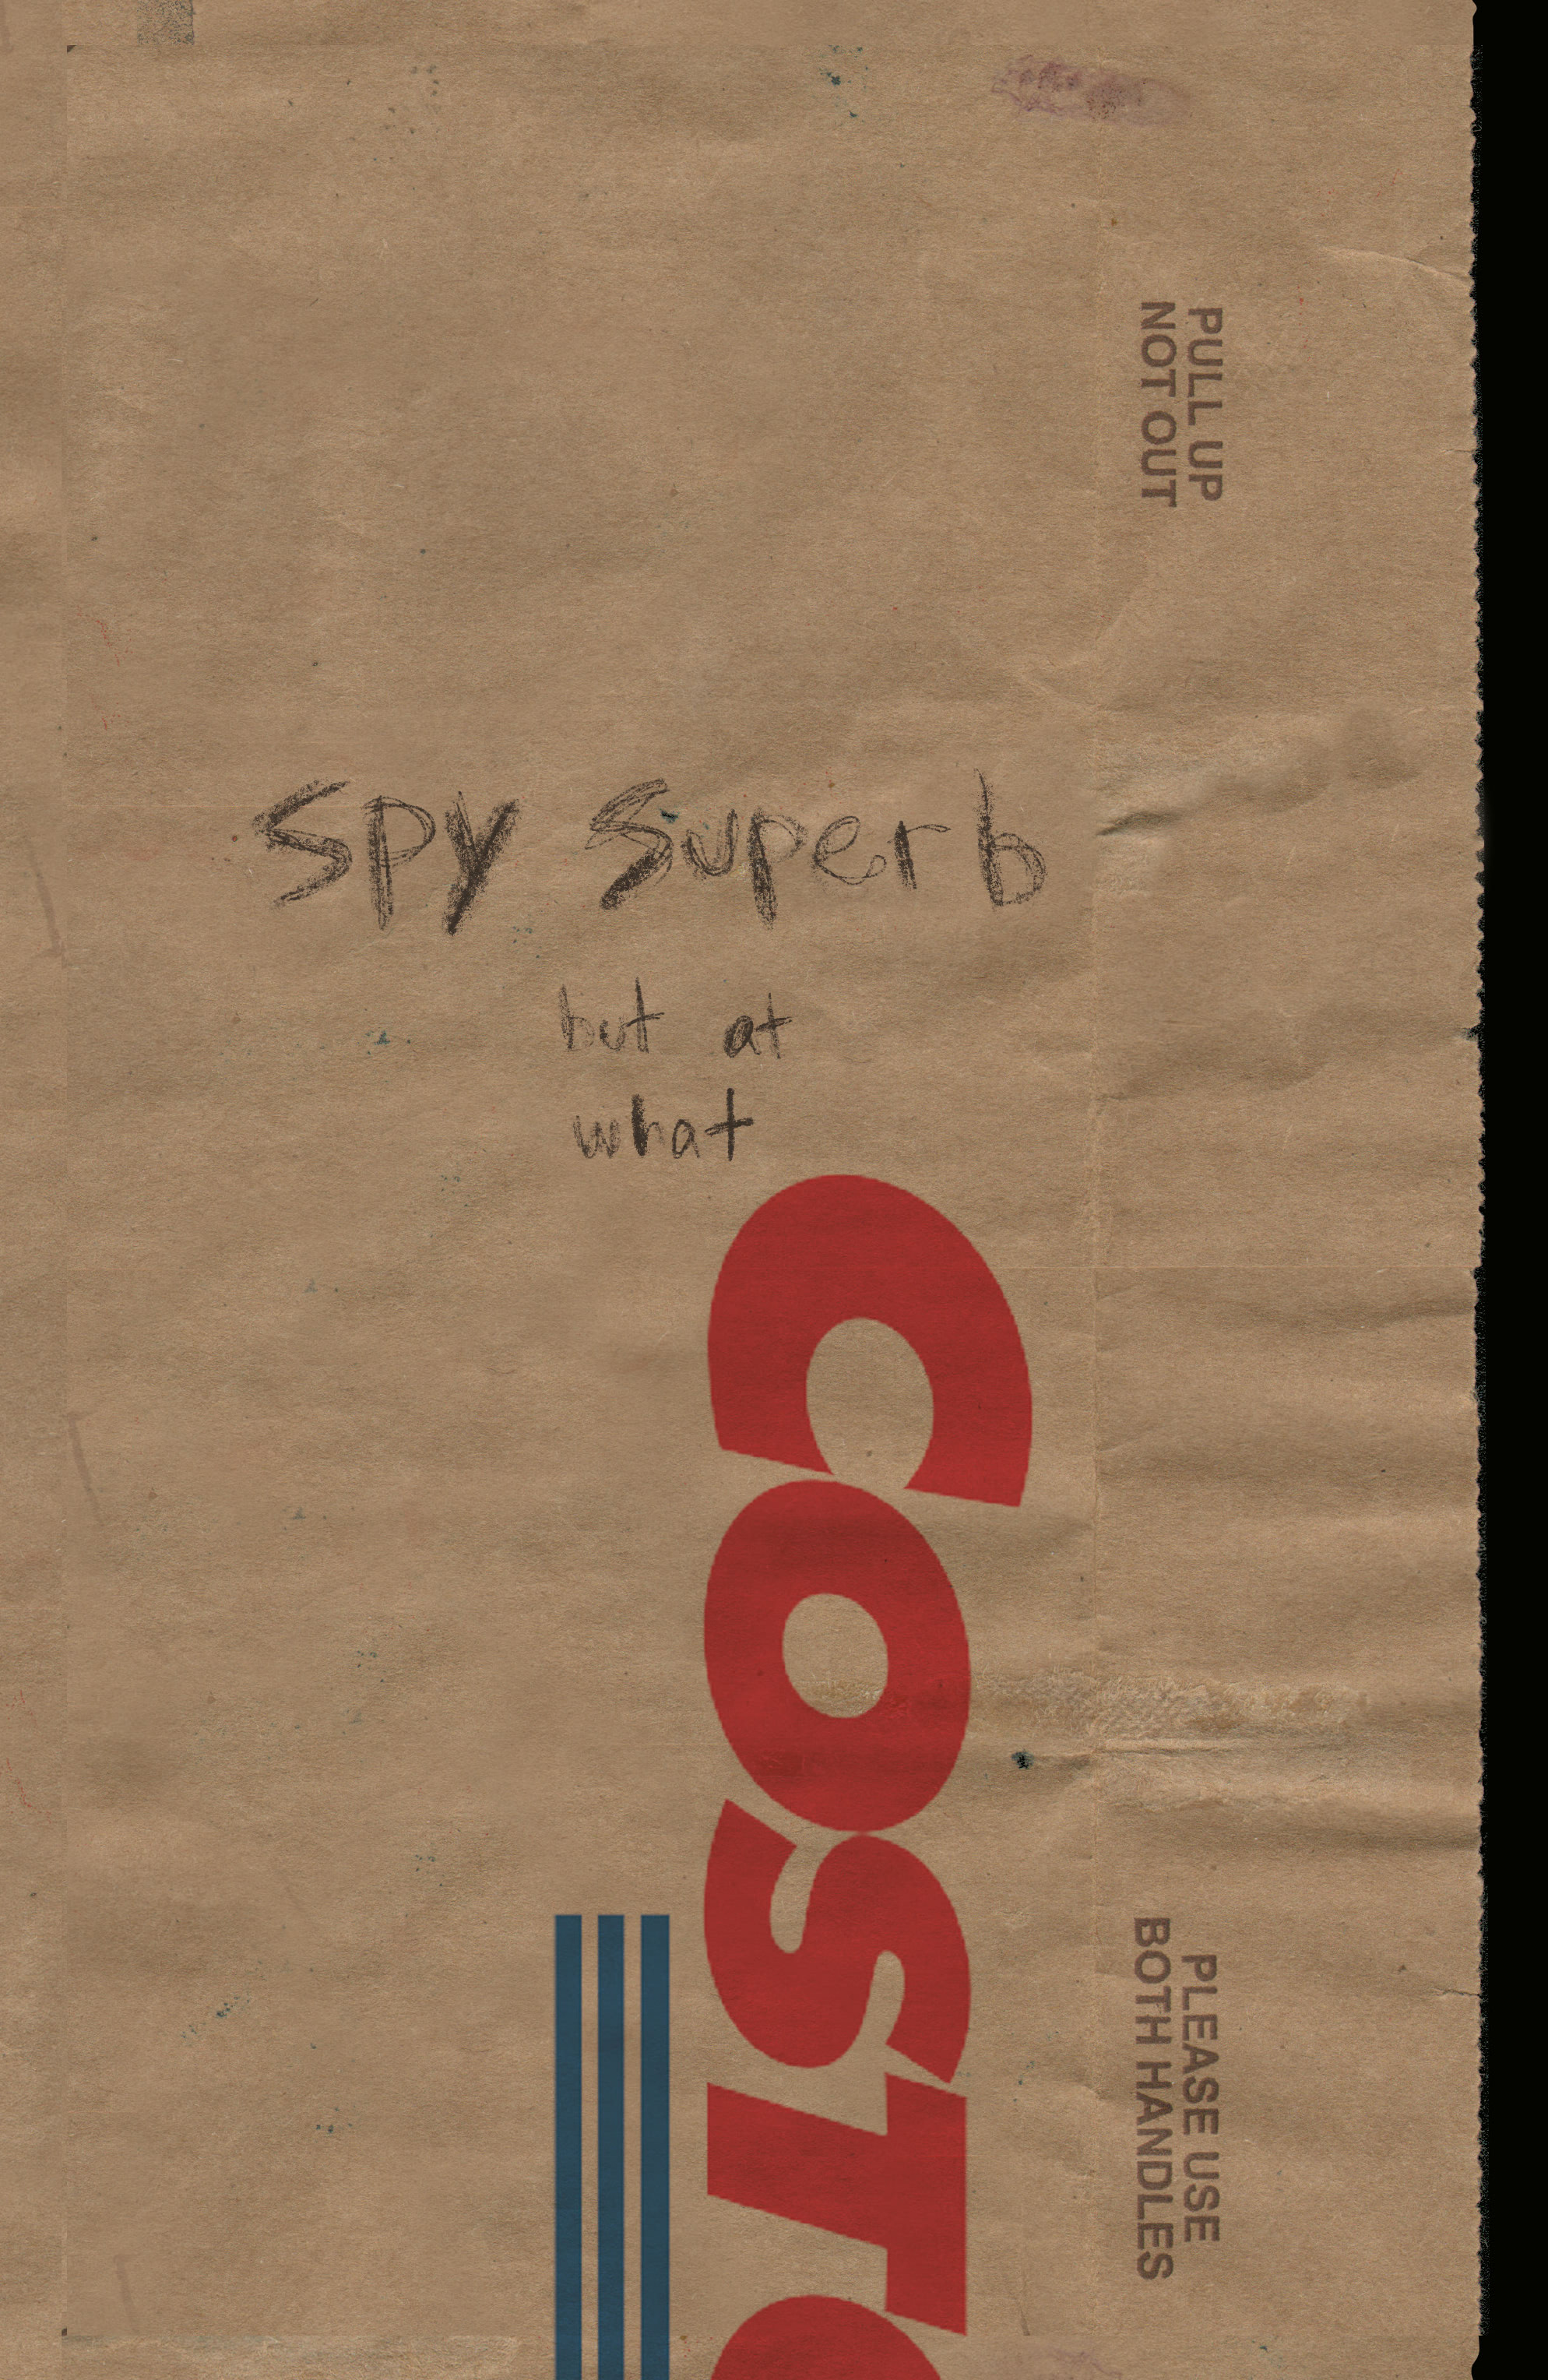 PULL UP
NOT OUT
Spy Superb
but at
what
COSTC
PLEASE USE
BOTH HANDLES